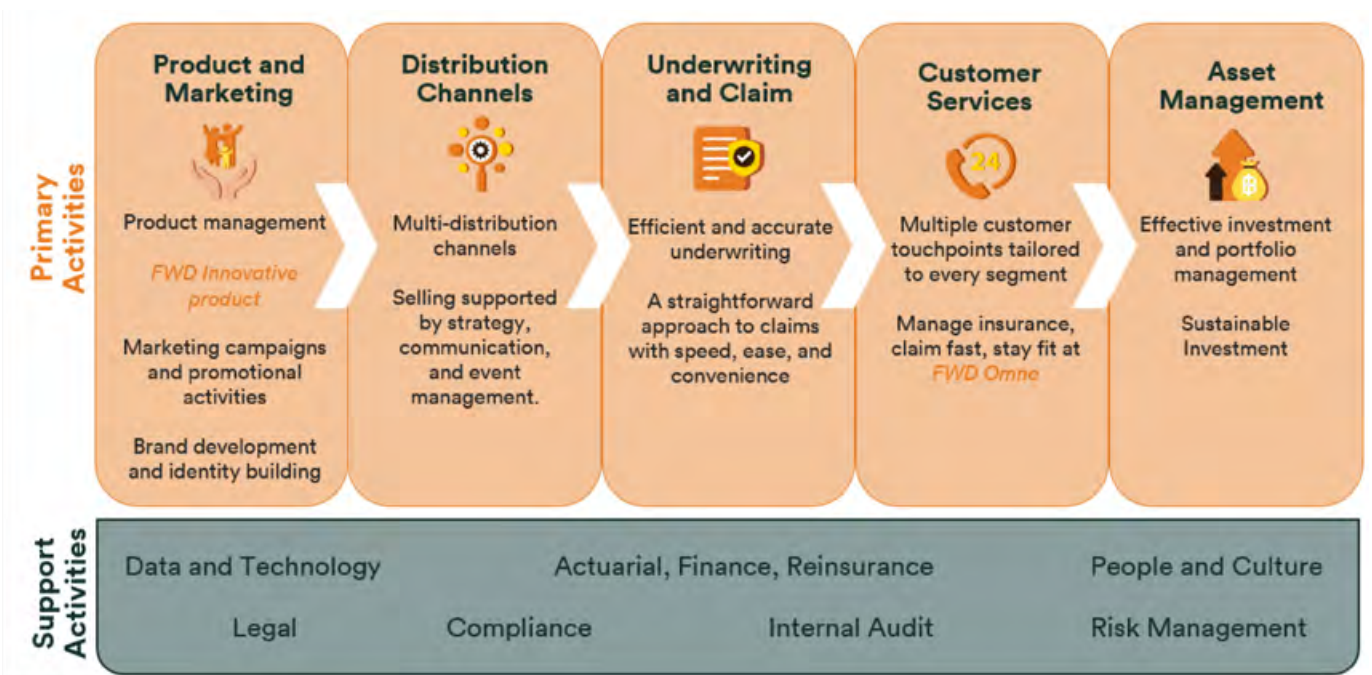 Primary
Activities
Product and
Marketing
Product management
FWD Innovative
product
Marketing campaigns
and promotional
activities
Brand development
and identity building
Distribution
Channels
Multi-distribution
channels
Selling supported
by strategy,
communication,
and event
management.
Underwriting
and Claim
Efficient and accurate
underwriting
A straightforward
approach to claims
with speed, ease, and
convenience
Customer
Services
24
Multiple customer
touchpoints tailored
to every segment
Manage insurance,
claim fast, stay fit at
FWD Omne
Asset
Management
฿
Effective investment
and portfolio
management
Sustainable
Investment
Support
Activities
Data and Technology
Actuarial, Finance, Reinsurance
People and Culture
Legal
Compliance
Internal Audit
Risk Management